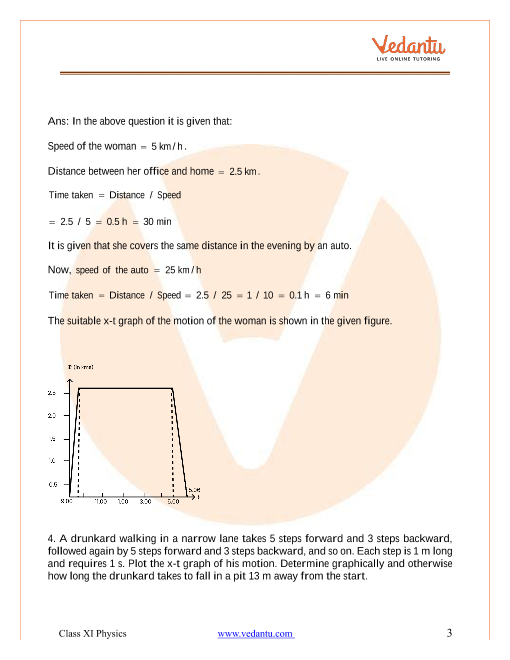 Vedantu
LIVE ONLINE TUTORING
Ans: In the above question it is given that:
Speed of the woman = 5 km/h.
Distance between her office and home = 2.5 km.
Time taken = Distance / Speed
= 2.5 / 5 = 0.5 h = 30 min
It is given that she covers the same distance in the evening by an auto.
Now, speed of the auto = 25 km/h
Time taken = Distance / Speed = 2.5 / 25 = 1 / 10 = 0.1 h = 6 min
The suitable x-t graph of the motion of the woman is shown in the given figure.
(in kms)
2.5
2.0
1.5
1.0
0.5
9.00 11.00 1.00 3.00 5.00 5.06 t
4. A drunkard walking in a narrow lane takes 5 steps forward and 3 steps backward,
followed again by 5 steps forward and 3 steps backward, and so on. Each step is 1 m long
and requires 1 s. Plot the x-t graph of his motion. Determine graphically and otherwise
how long the drunkard takes to fall in a pit 13 m away from the start.
Class XI Physics www.vedantu.com 3